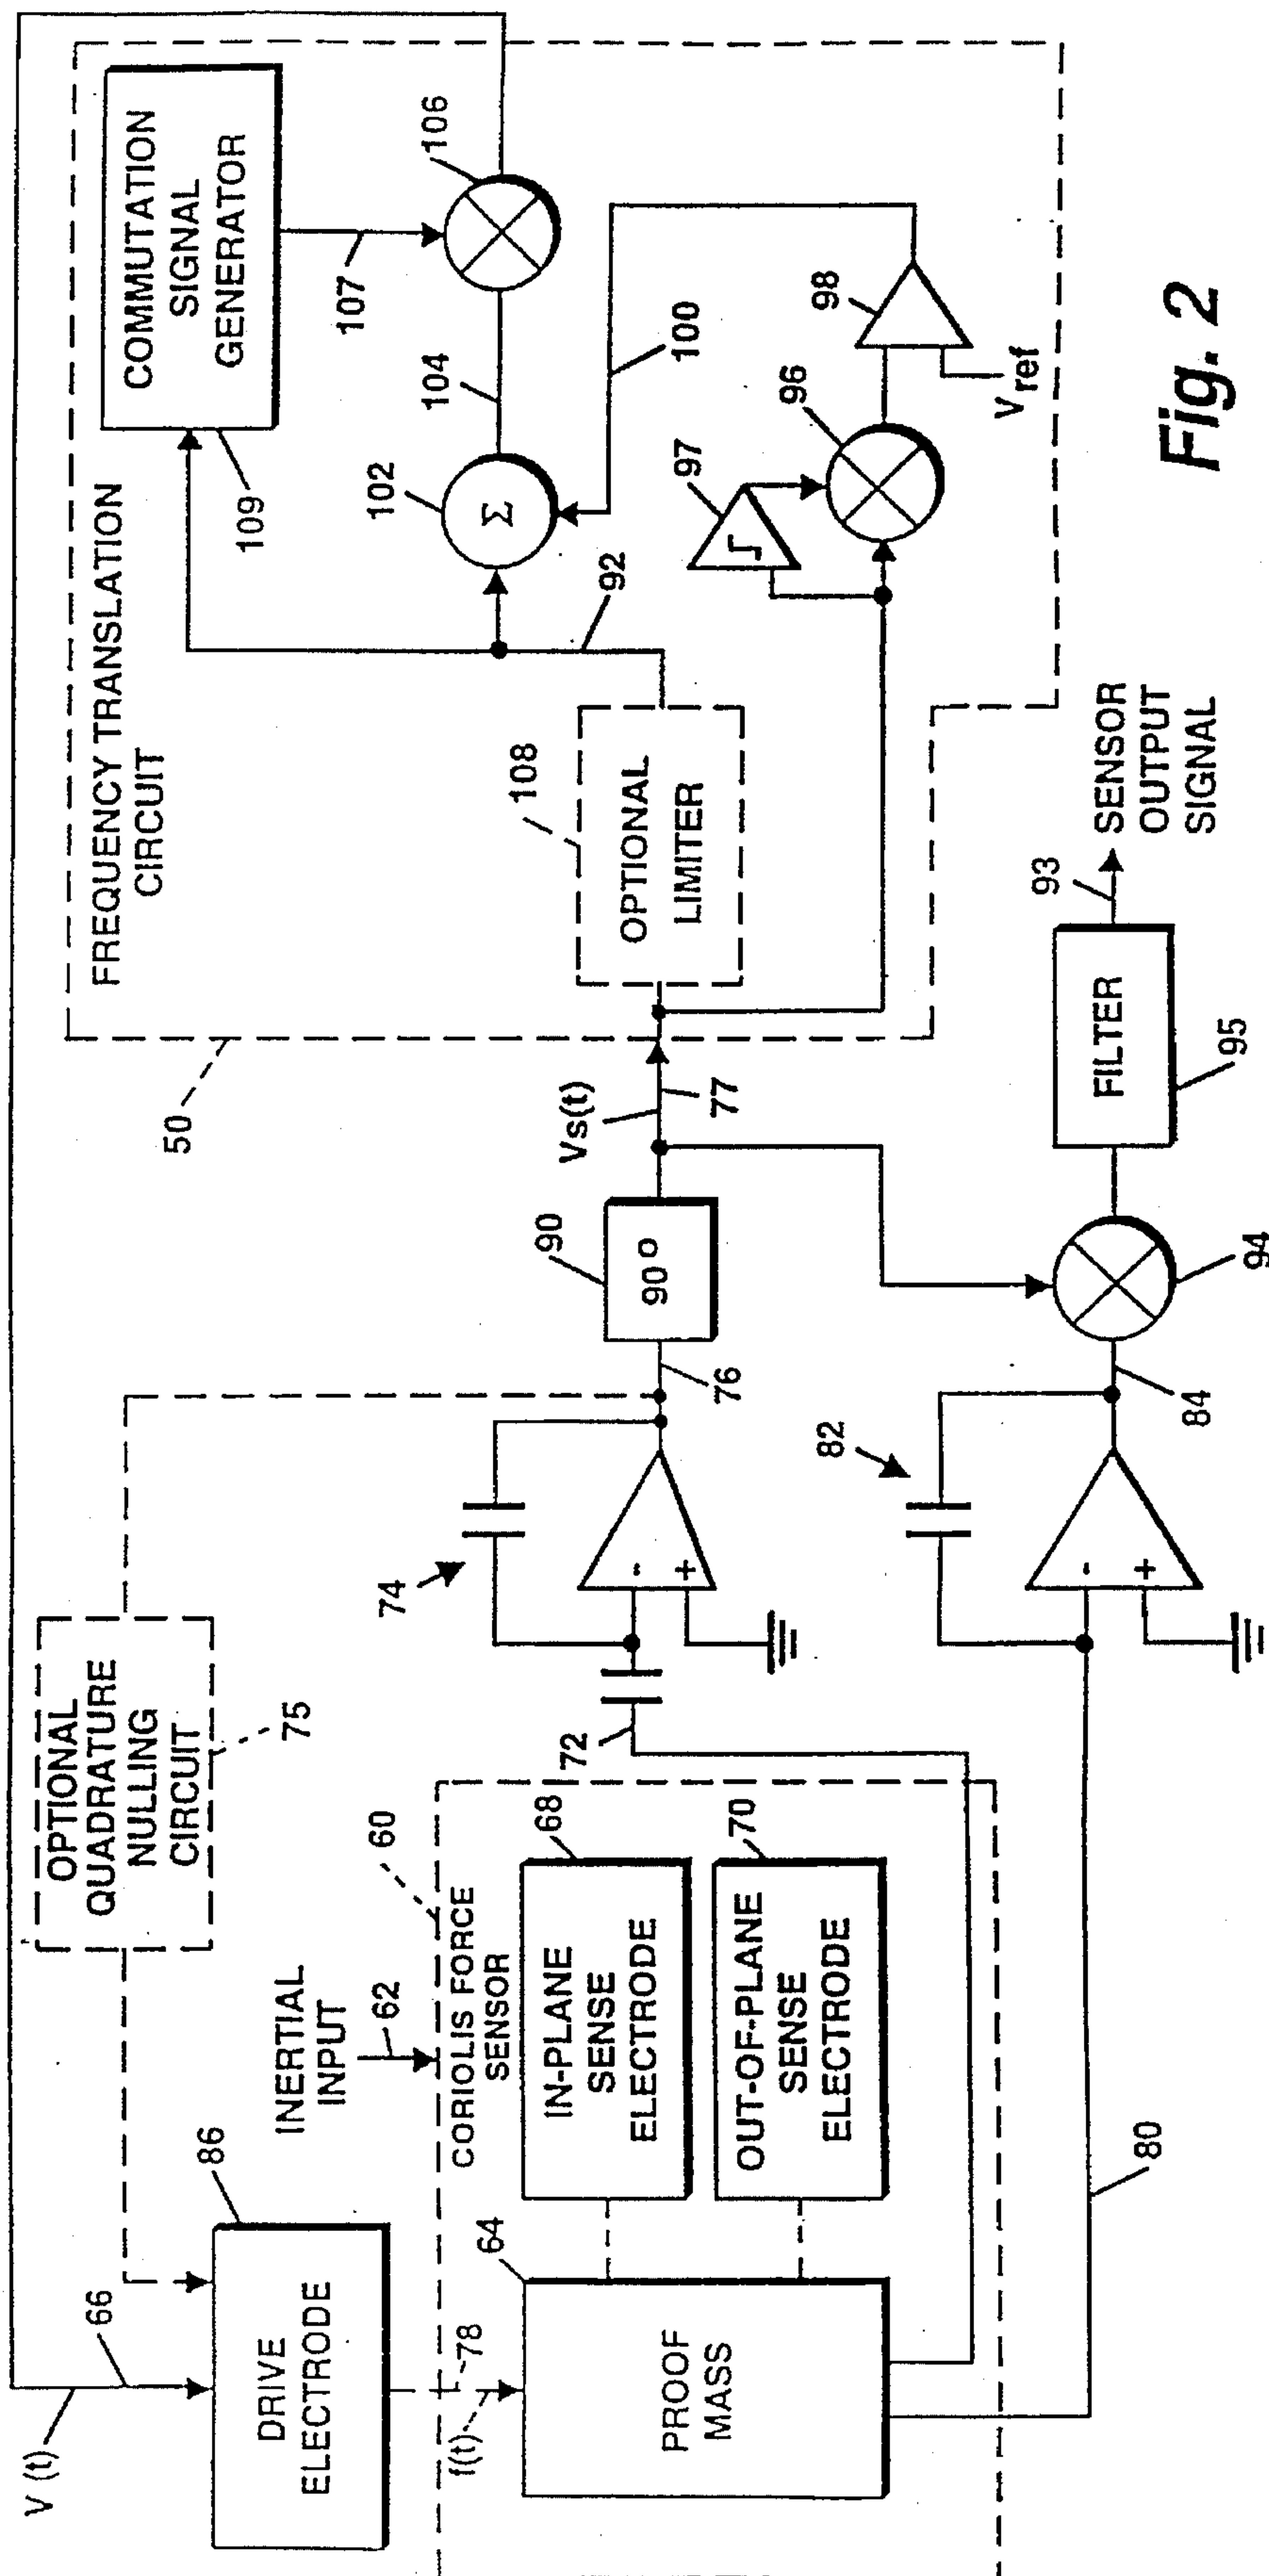 V (t)
66
DRIVE
ELECTRODE
86
f(t)
78
OPTIONAL
QUADRATURE
NULLING
CIRCUIT
75
INERTIAL
INPUT
62
60
CORIOLIS FORCE
SENSOR
PROOF
MASS
64
IN-PLANE
SENSE
ELECTRODE
68
OUT-OF-PLANE
SENSE
ELECTRODE
70
72
80
74
-
+
76
82
-
+
84
90
90°
Vs(t)
77
94
FILTER
95
93
SENSOR
OUTPUT
SIGNAL
50
FREQUENCY TRANSLATION
CIRCUIT
108
OPTIONAL
LIMITER
92
109
COMMUTATION
SIGNAL
GENERATOR
102
Σ
104
107
106
100
97
96
98
Vref
Fig. 2